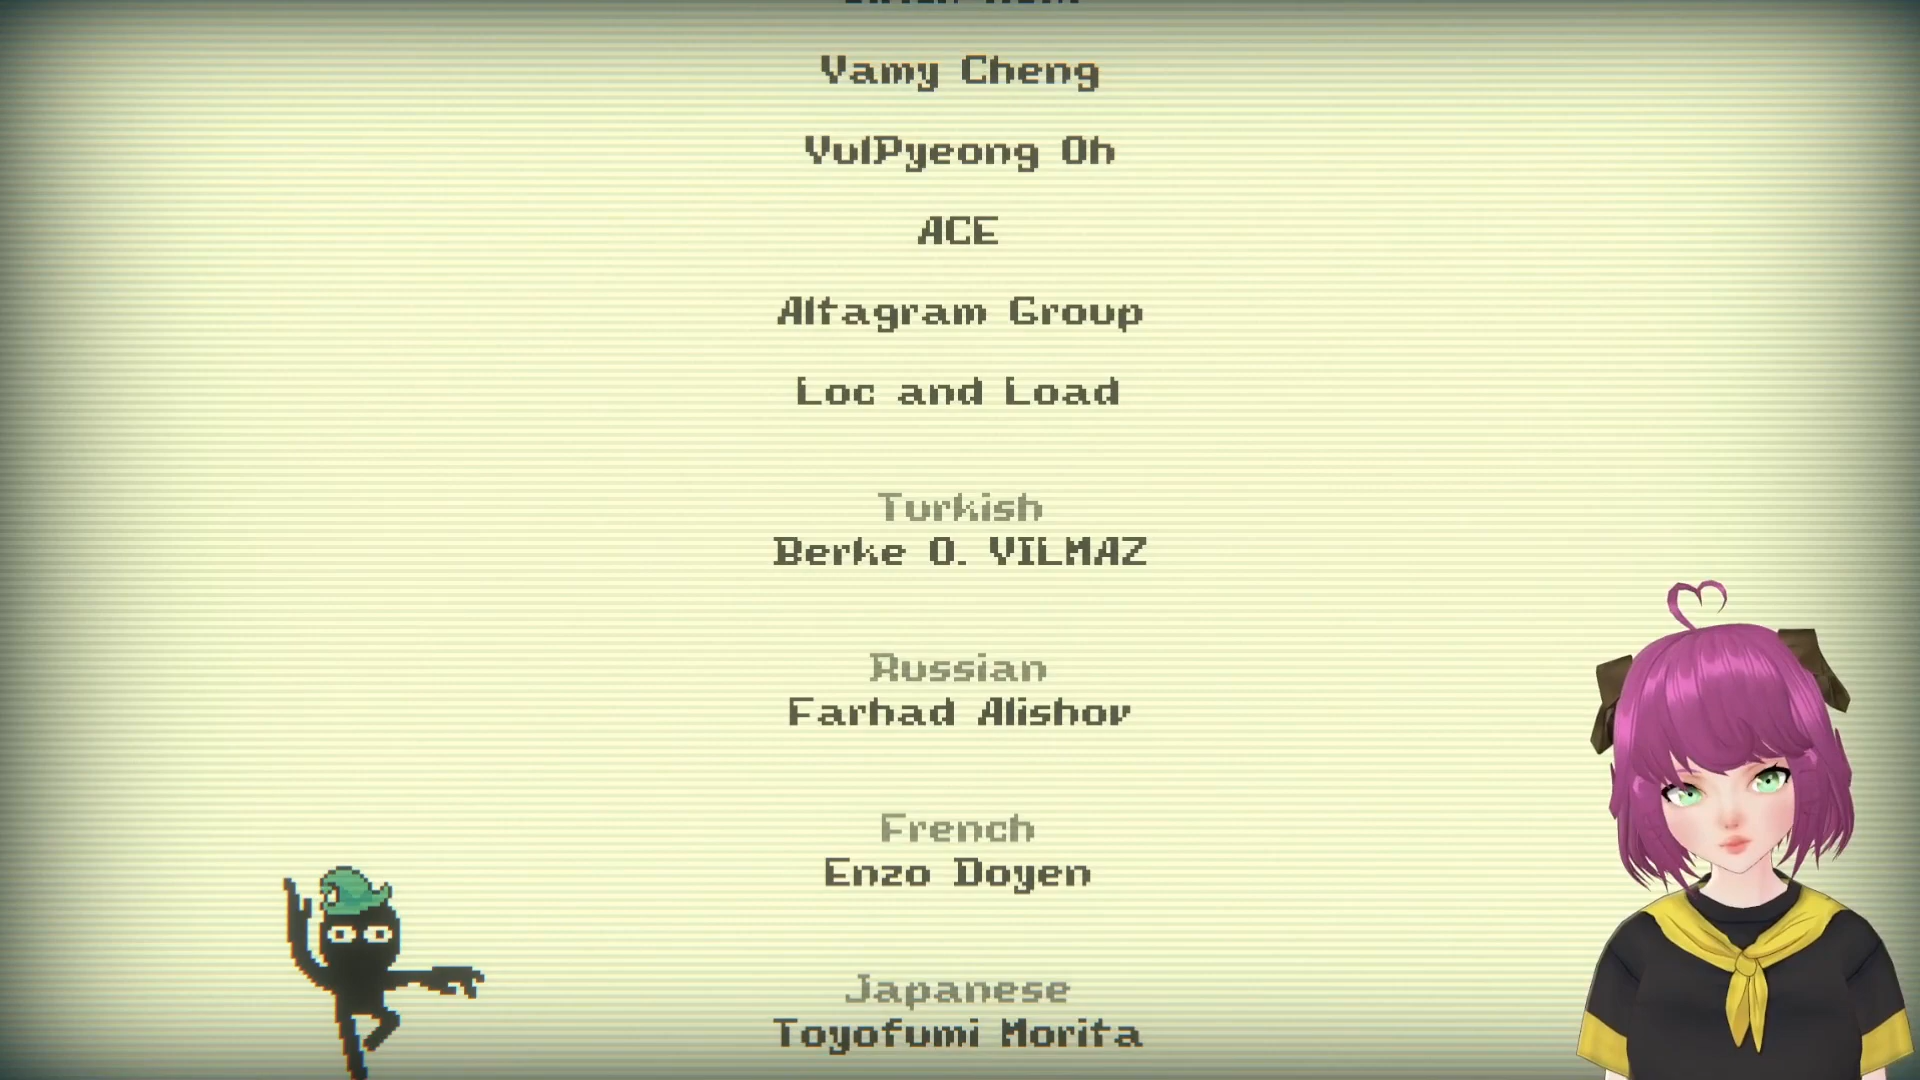 Vamy Cheng
VulPyeong Oh
ACE
Altagram Group
Loc and Load
Turkish
Berke O. VILMAZ
Russian
Farhad Alishov
French
Enzo Doyen
Japanese
Toyofumi Morita